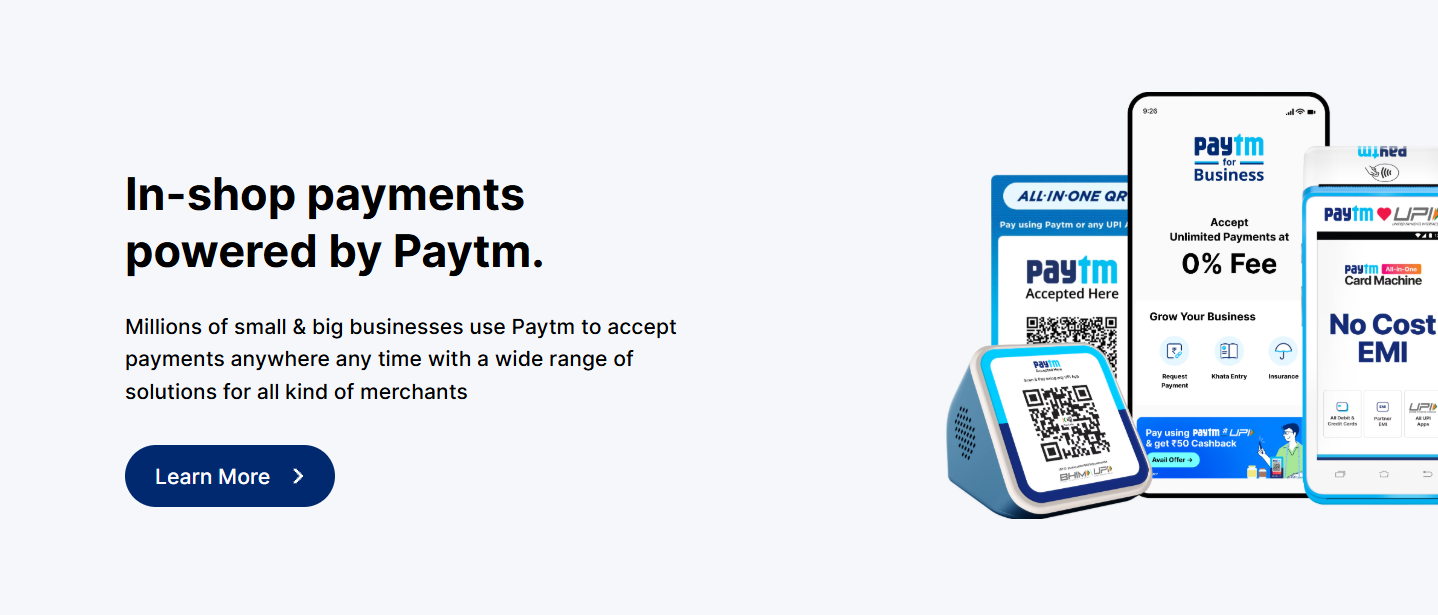 In-shop payments
powered by Paytm.
Millions of small & big businesses use Paytm to accept
payments anywhere any time with a wide range of
solutions for all kind of merchants
Learn More
ALL·IN·ONE QR
Pay using Paytm or any UPI
paytm
Accepted Here
paytm
Accepted Here
BHIM UPI
9:26
paytm
for
Business
Accept
Unlimited Payments at
0% Fee
Grow Your Business
Request
Payment
Khata Entry
Insurance
Pay using paytm से UPI
& get ₹50 Cashback
Avail Offer →
paytm
paytm UPI
paytm All-in-One
Card Machine
No Cost
EMI
All Debit &
Credit Cards
EMI
Partner
EMI
UPI
All UPI
Apps